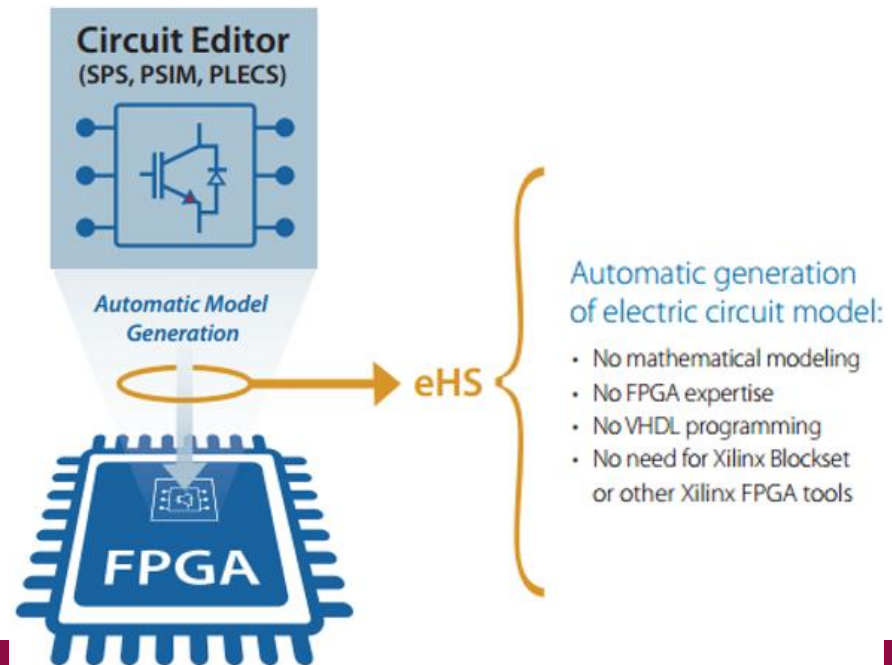 Circuit Editor
(SPS, PSIM, PLECS)
Automatic Model
Generation
eHS
FPGA
Automatic generation
of electric circuit model:
• No mathematical modeling
• No FPGA expertise
• No VHDL programming
• No need for Xilinx Blockset
or other Xilinx FPGA tools